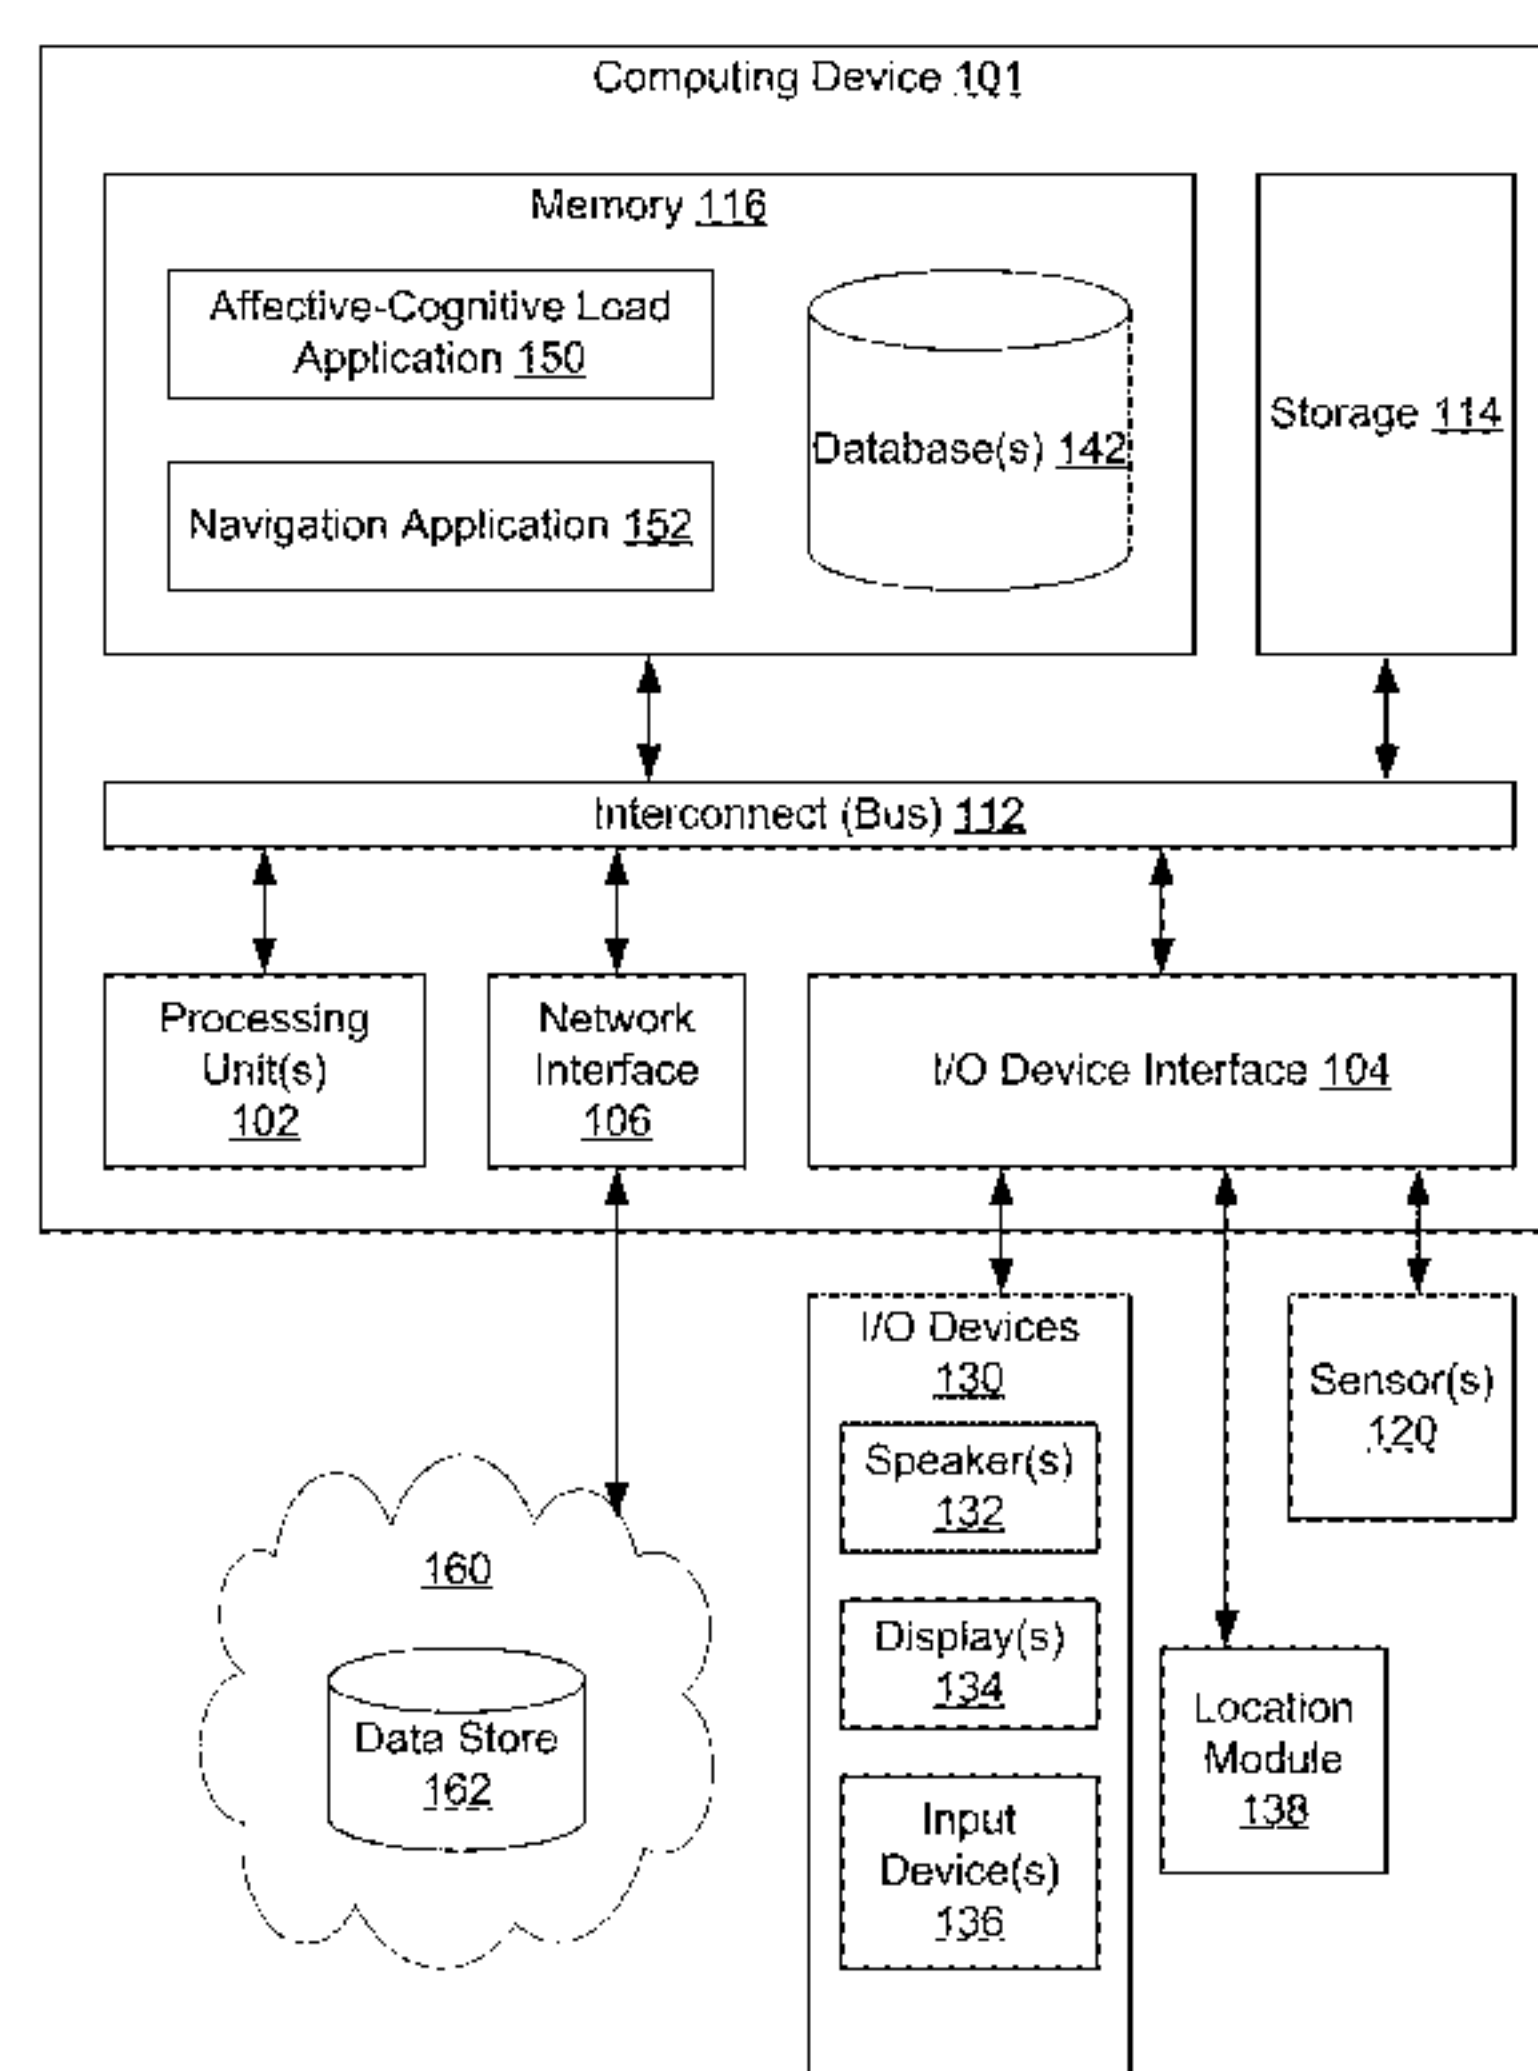 Computing Device 101
Memory 116
Affective-Cognitive Load
Application 150
Navigation Application 152
Database(s) 142
Storage 114
Interconnect (Bus) 112
Processing
Unit(s)
102
Network
Interface
106
I/O Device Interface 104
I/O Devices
130
Speaker(s)
132
Display(s)
134
Input
Device(s)
136
Sensor(s)
120
Location
Module
138
160
Data Store
162